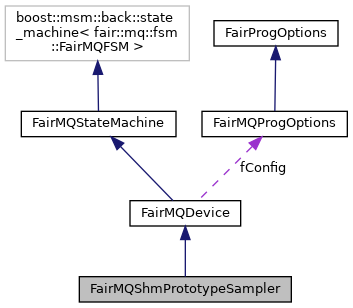 boost::msm::back::state
_machine< fair::mq::fsm
::FairMQFSM >
FairProgOptions
FairMQStateMachine
FairMQProgOptions
fConfig
FairMQDevice
FairMQShmPrototypeSampler